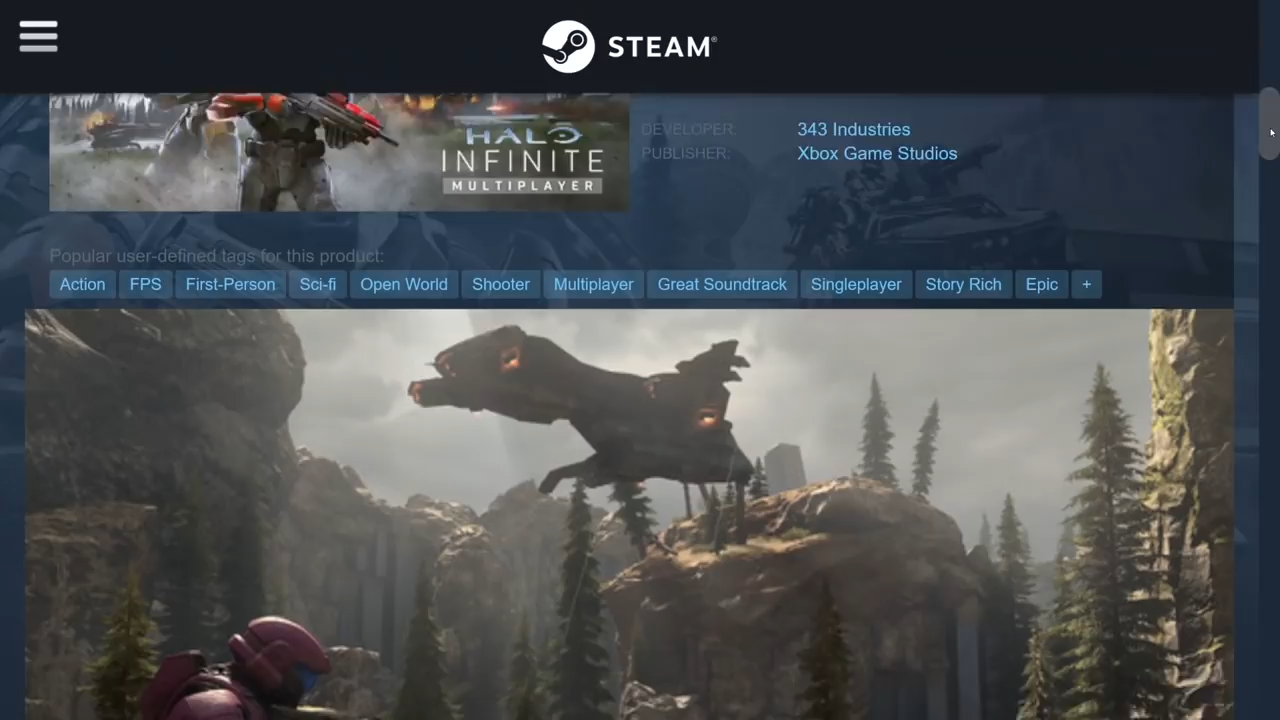 STEAM®
HALO
INFINITE
MULTIPLAYER
DEVELOPER: 343 Industries
PUBLISHER: Xbox Game Studios
Popular user-defined tags for this product:
Action FPS First-Person Sci-fi Open World Shooter Multiplayer Great Soundtrack Singleplayer Story Rich Epic +